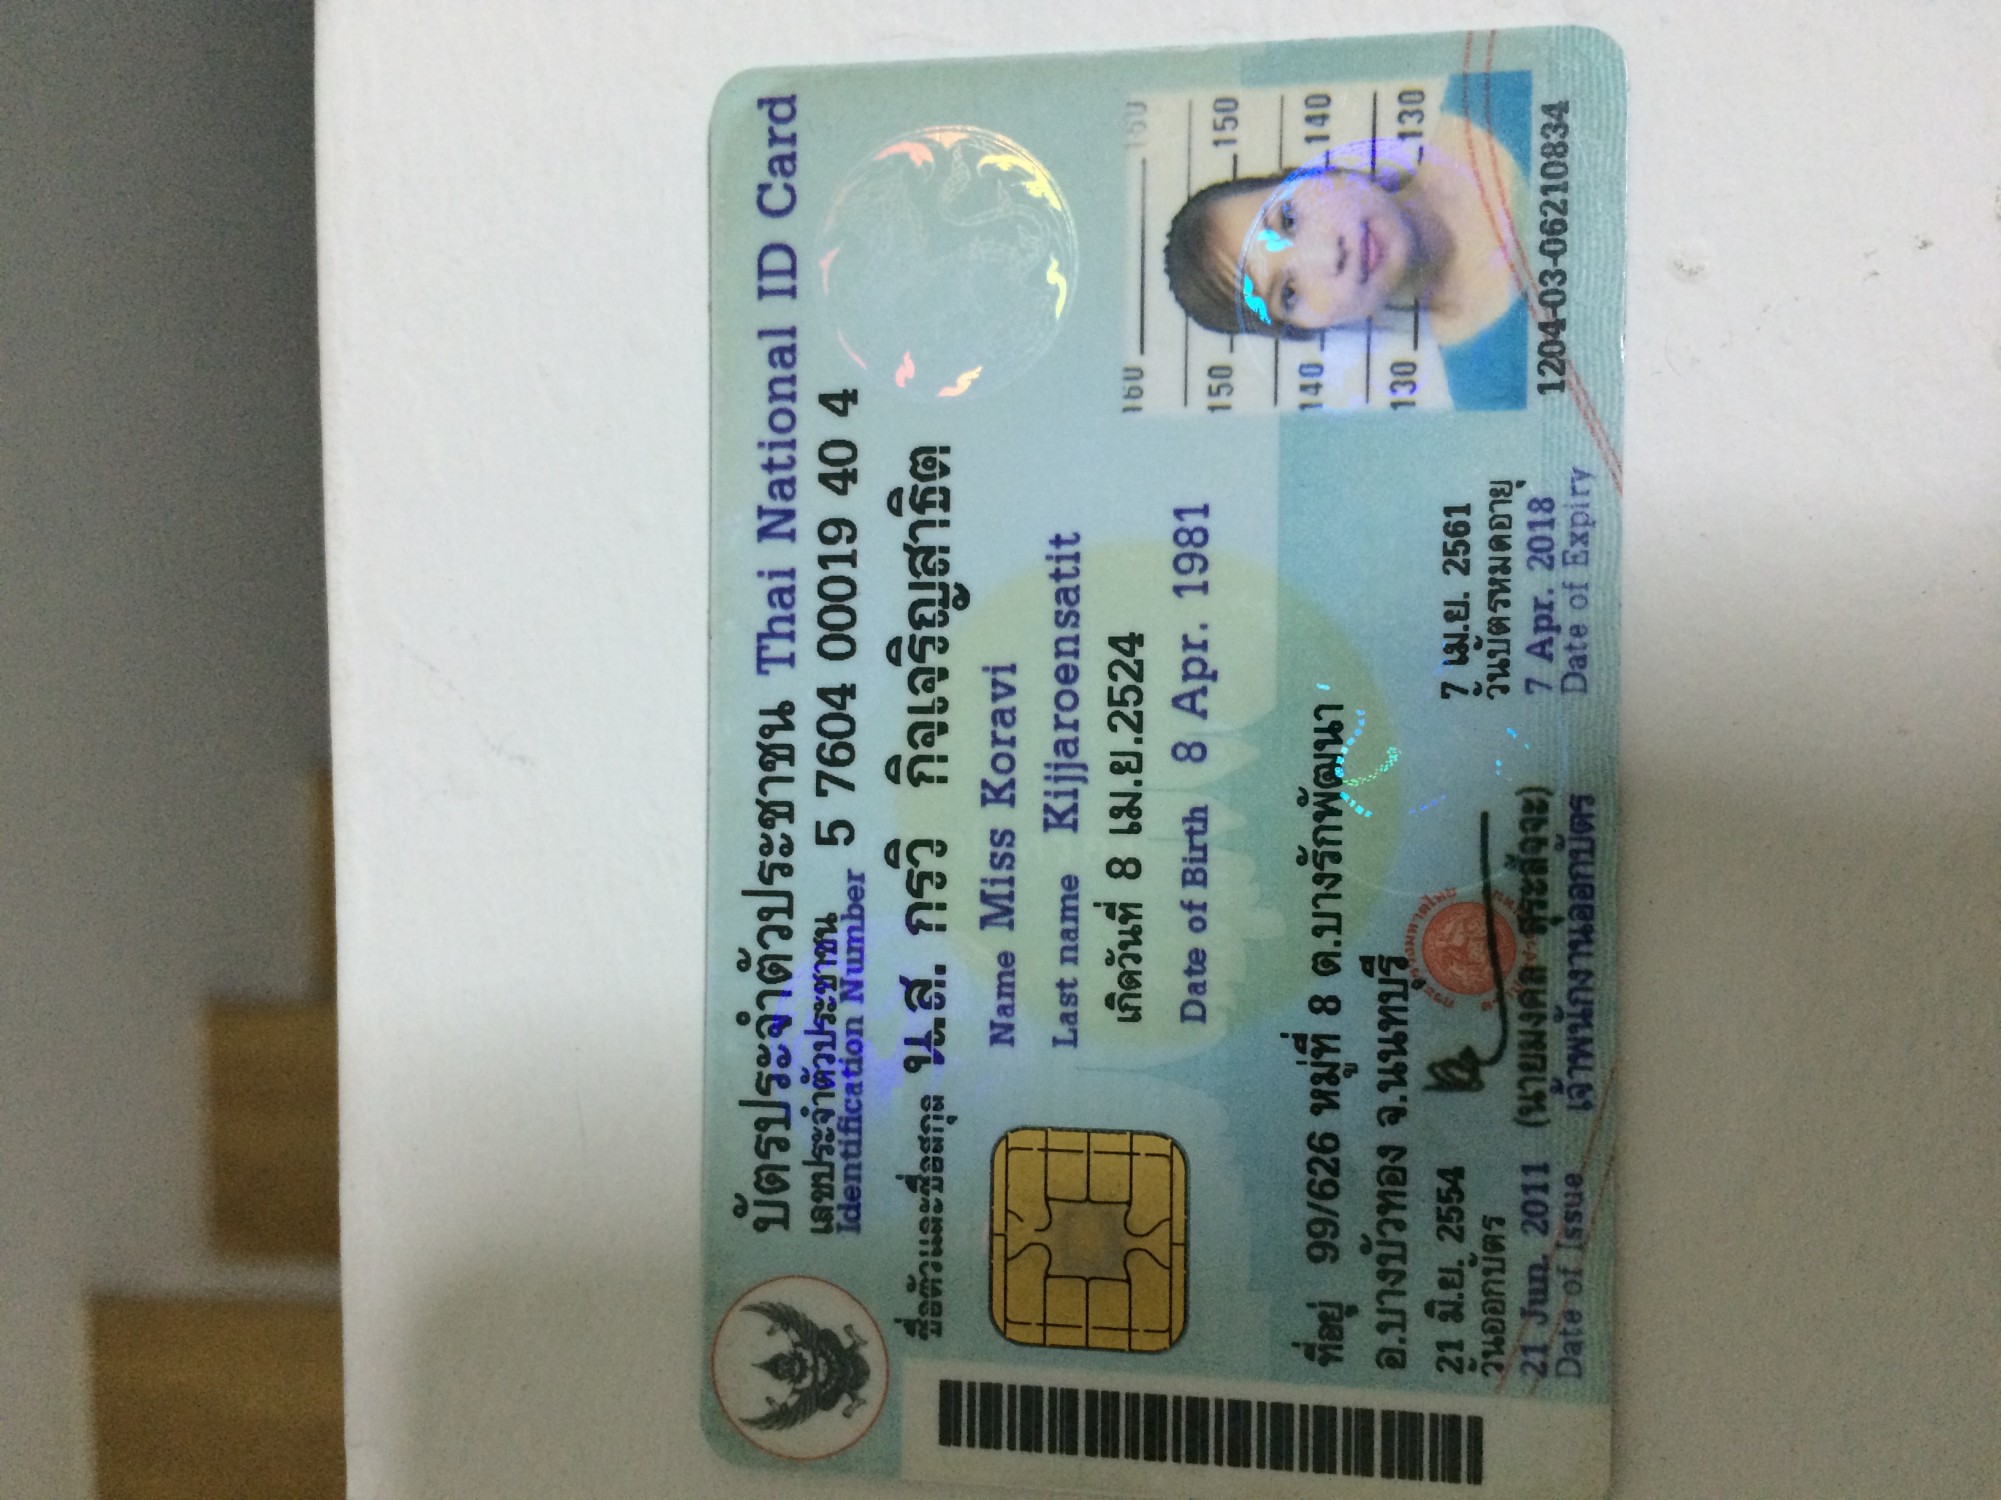 บัตรประจำตัวประชาชน Thai National ID Card
เลขประจำตัวประชาชน 5 7604 00019 40 4
Identification Number
ชื่อตัวและชื่อสกุล น.ส. กรวิ กิจเจริญสาธิต
Name Miss Koravi
Last name Kijjaroensatit
เกิดวันที่ 8 เม.ย.2524
Date of Birth 8 Apr. 1981
160 160
150 150
140 140
130 130
ที่อยู่ 99/626 หมู่ที่ 8 ต.บางรักพัฒนา
อ.บางบัวทอง จ.นนทบุรี
21 มิ.ย. 2554
วันออกบัตร
21 Jun. 2011
Date of Issue
(นายมงคล สุระสัจจะ)
เจ้าพนักงานออกบัตร
7 เม.ย. 2561
วันบัตรหมดอายุ
7 Apr. 2018
Date of Expiry
1204-03-06210834